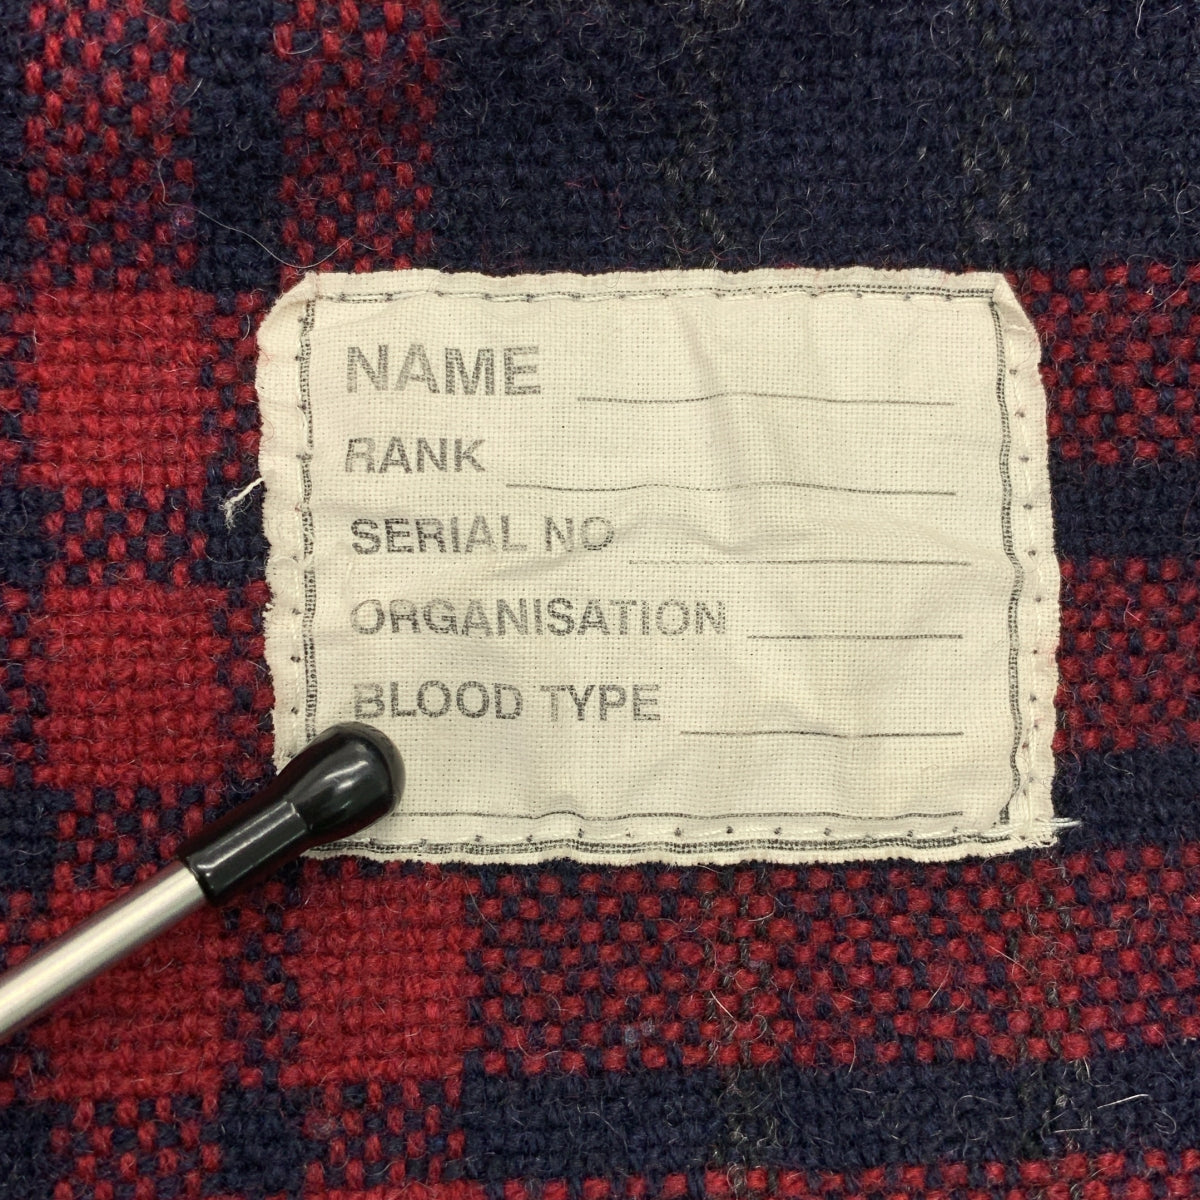 NAME
RANK
SERIAL NO
ORGANISATION
BLOOD TYPE